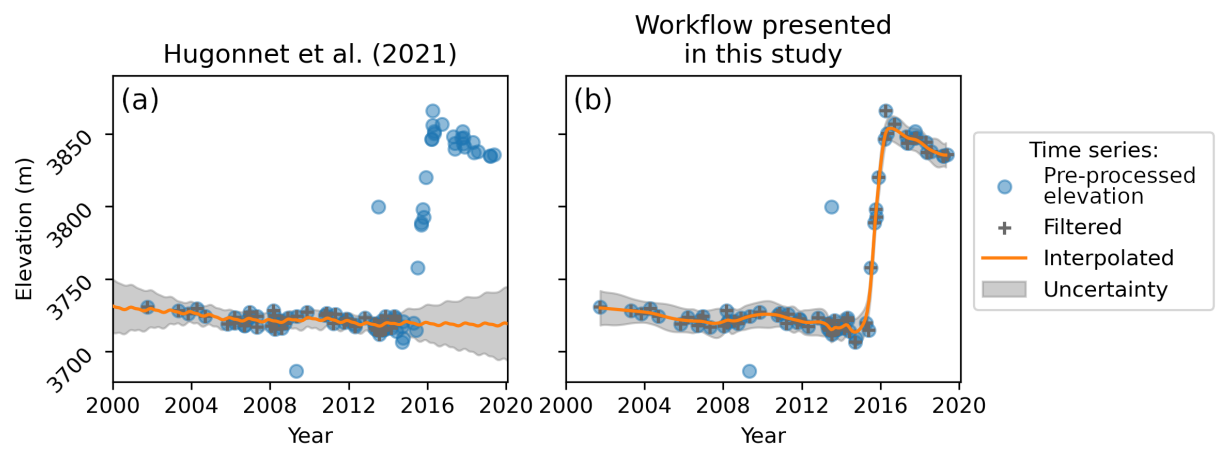 Hugonnet et al. (2021)
Workflow presented
in this study
(a)
(b)
Elevation (m)
3850
3800
3750
3700
2000 2004 2008 2012 2016 2020
2000 2004 2008 2012 2016 2020
Year
Year
Time series:
Pre-processed
elevation
Filtered
Interpolated
Uncertainty